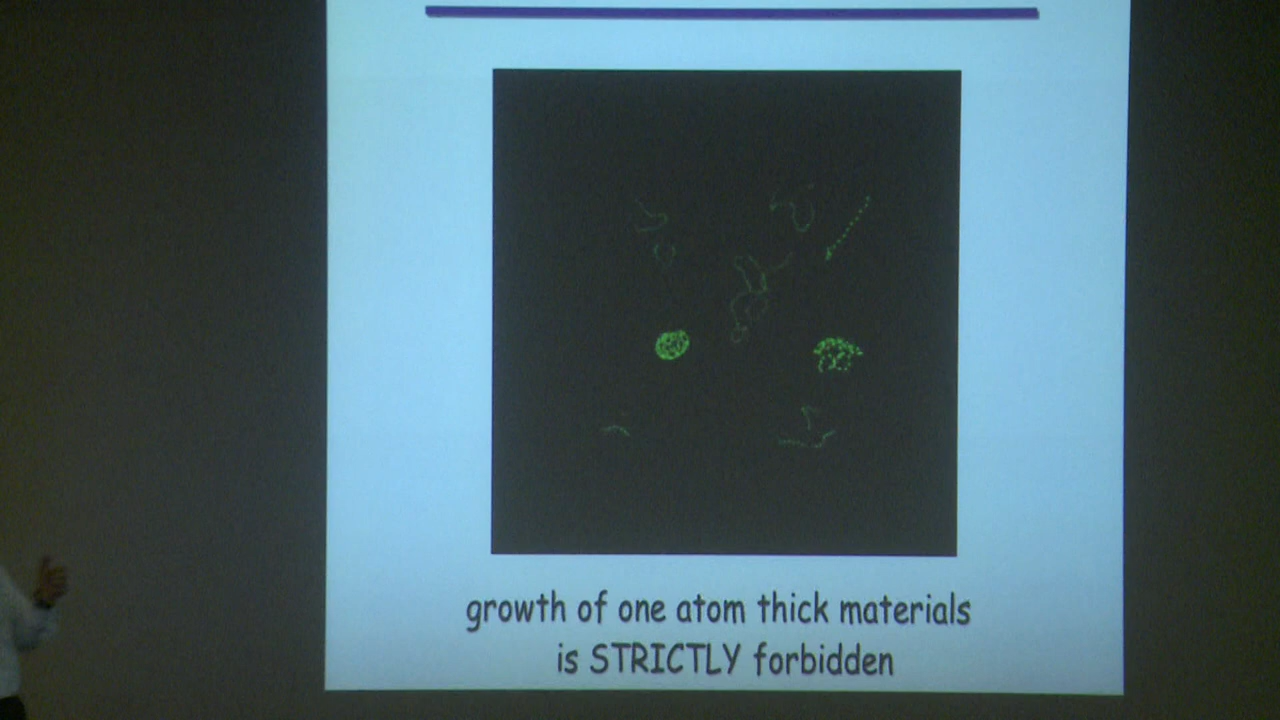 growth of one atom thick materials
is STRICTLY forbidden